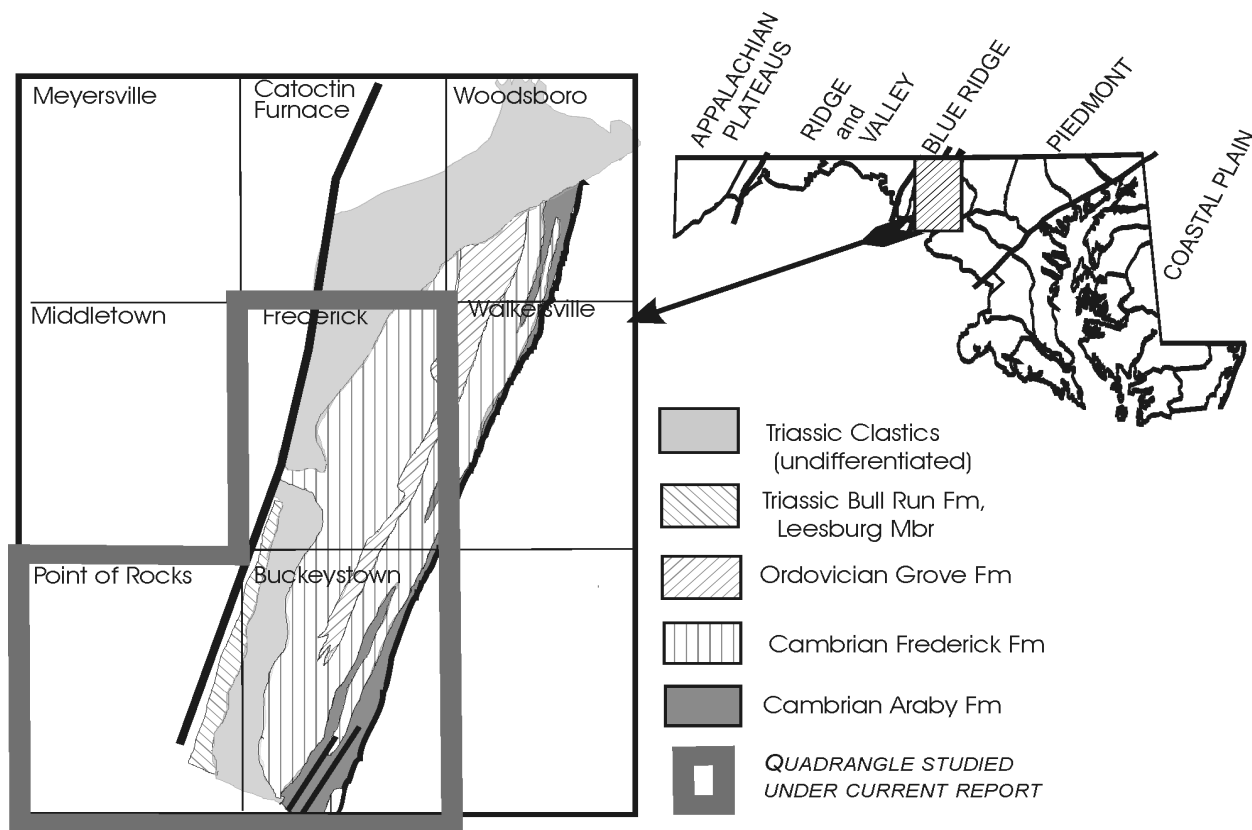 Meyersville
Catoctin
Furnace
Woodsboro
Middletown
Frederick
Walkersville
Point of Rocks
Buckeystown
APPALACHIAN
PLATEAUS
RIDGE
and
VALLEY
BLUE RIDGE
PIEDMONT
COASTAL PLAIN
Triassic Clastics
(undifferentiated)
Triassic Bull Run Fm,
Leesburg Mbr
Ordovician Grove Fm
Cambrian Frederick Fm
Cambrian Araby Fm
QUADRANGLE STUDIED
UNDER CURRENT REPORT